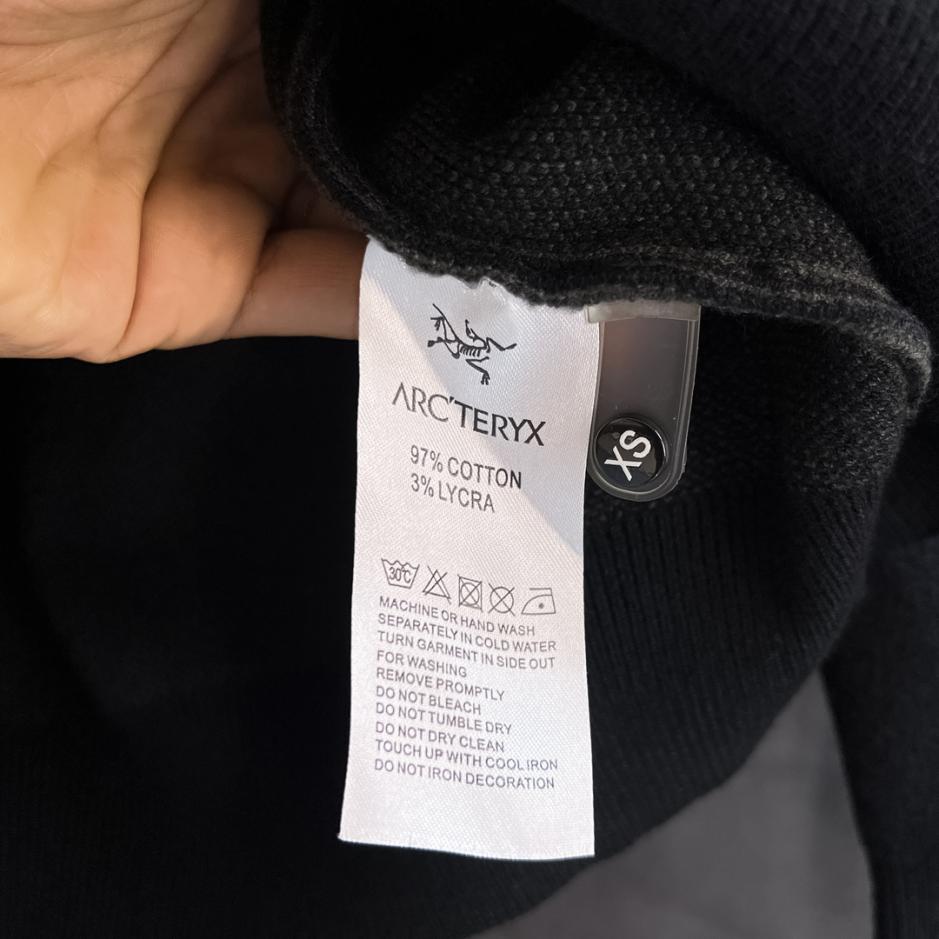 ARC'TERYX
97% COTTON
3% LYCRA
XS
30°C
MACHINE OR HAND WASH
SEPARATELY IN COLD WATER
TURN GARMENT IN SIDE OUT
FOR WASHING
REMOVE PROMPTLY
DO NOT BLEACH
DO NOT TUMBLE DRY
DO NOT DRY CLEAN
TOUCH UP WITH COOL IRON
DO NOT IRON DECORATION